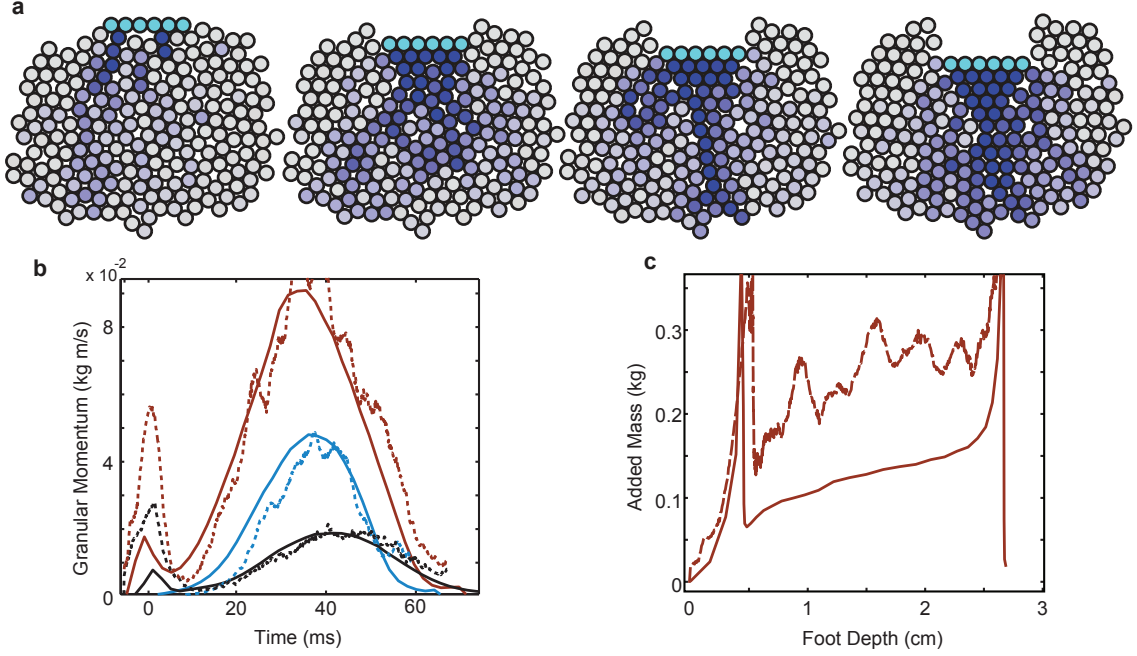 a
b
x 10⁻²
8
4
0
Granular Momentum (kg m/s)
0
20
40
60
Time (ms)
c
0.3
0.2
0.1
0
Added Mass (kg)
0
1
2
3
Foot Depth (cm)